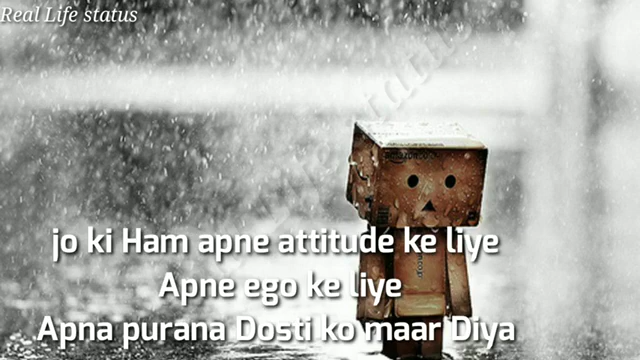 Real Life status
jo ki Ham apne attitude ke liye
Apne ego ke liye
Apna purana Dosti ko maar Diya